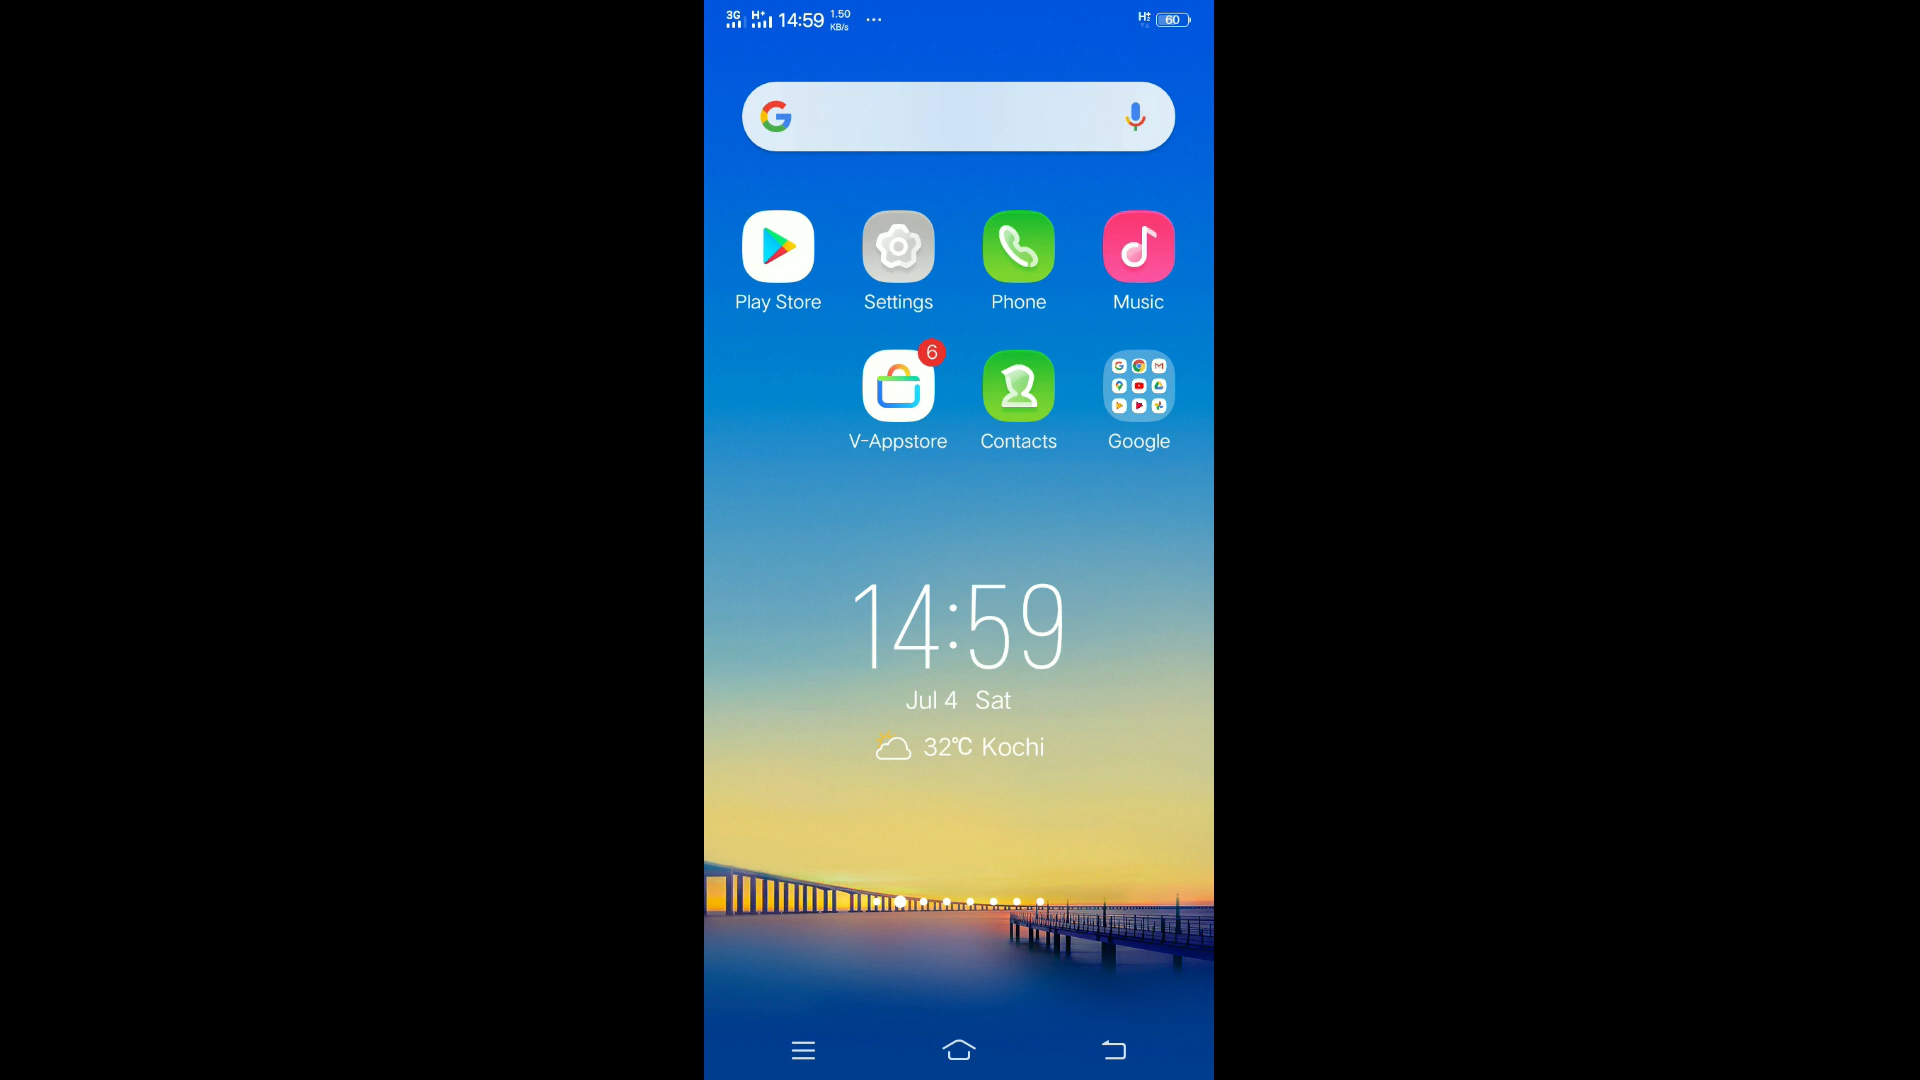 3G H+ 14:59 1.50 KB/s ... 60
Play Store Settings Phone Music
6
V-Appstore Contacts Google
14:59
Jul 4 Sat
32℃ Kochi